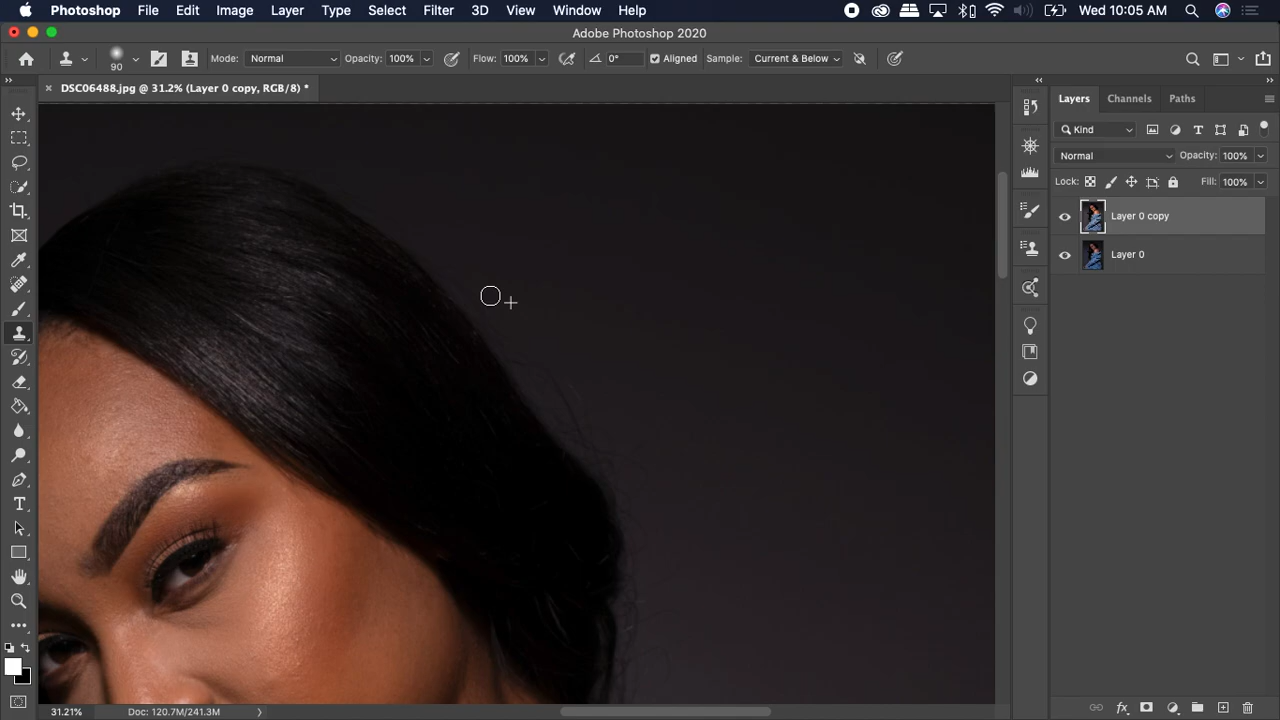 Photoshop File Edit Image Layer Type Select Filter 3D View Window Help Wed 10:05 AM
Adobe Photoshop 2020
90 Mode: Normal Opacity: 100% Flow: 100% 0° Aligned Sample: Current & Below
DSC06488.jpg @ 31.2% (Layer 0 copy, RGB/8) *
Layers Channels Paths
Kind
Normal Opacity: 100%
Lock: Fill: 100%
Layer 0 copy
Layer 0
31.21% Doc: 120.7M/241.3M